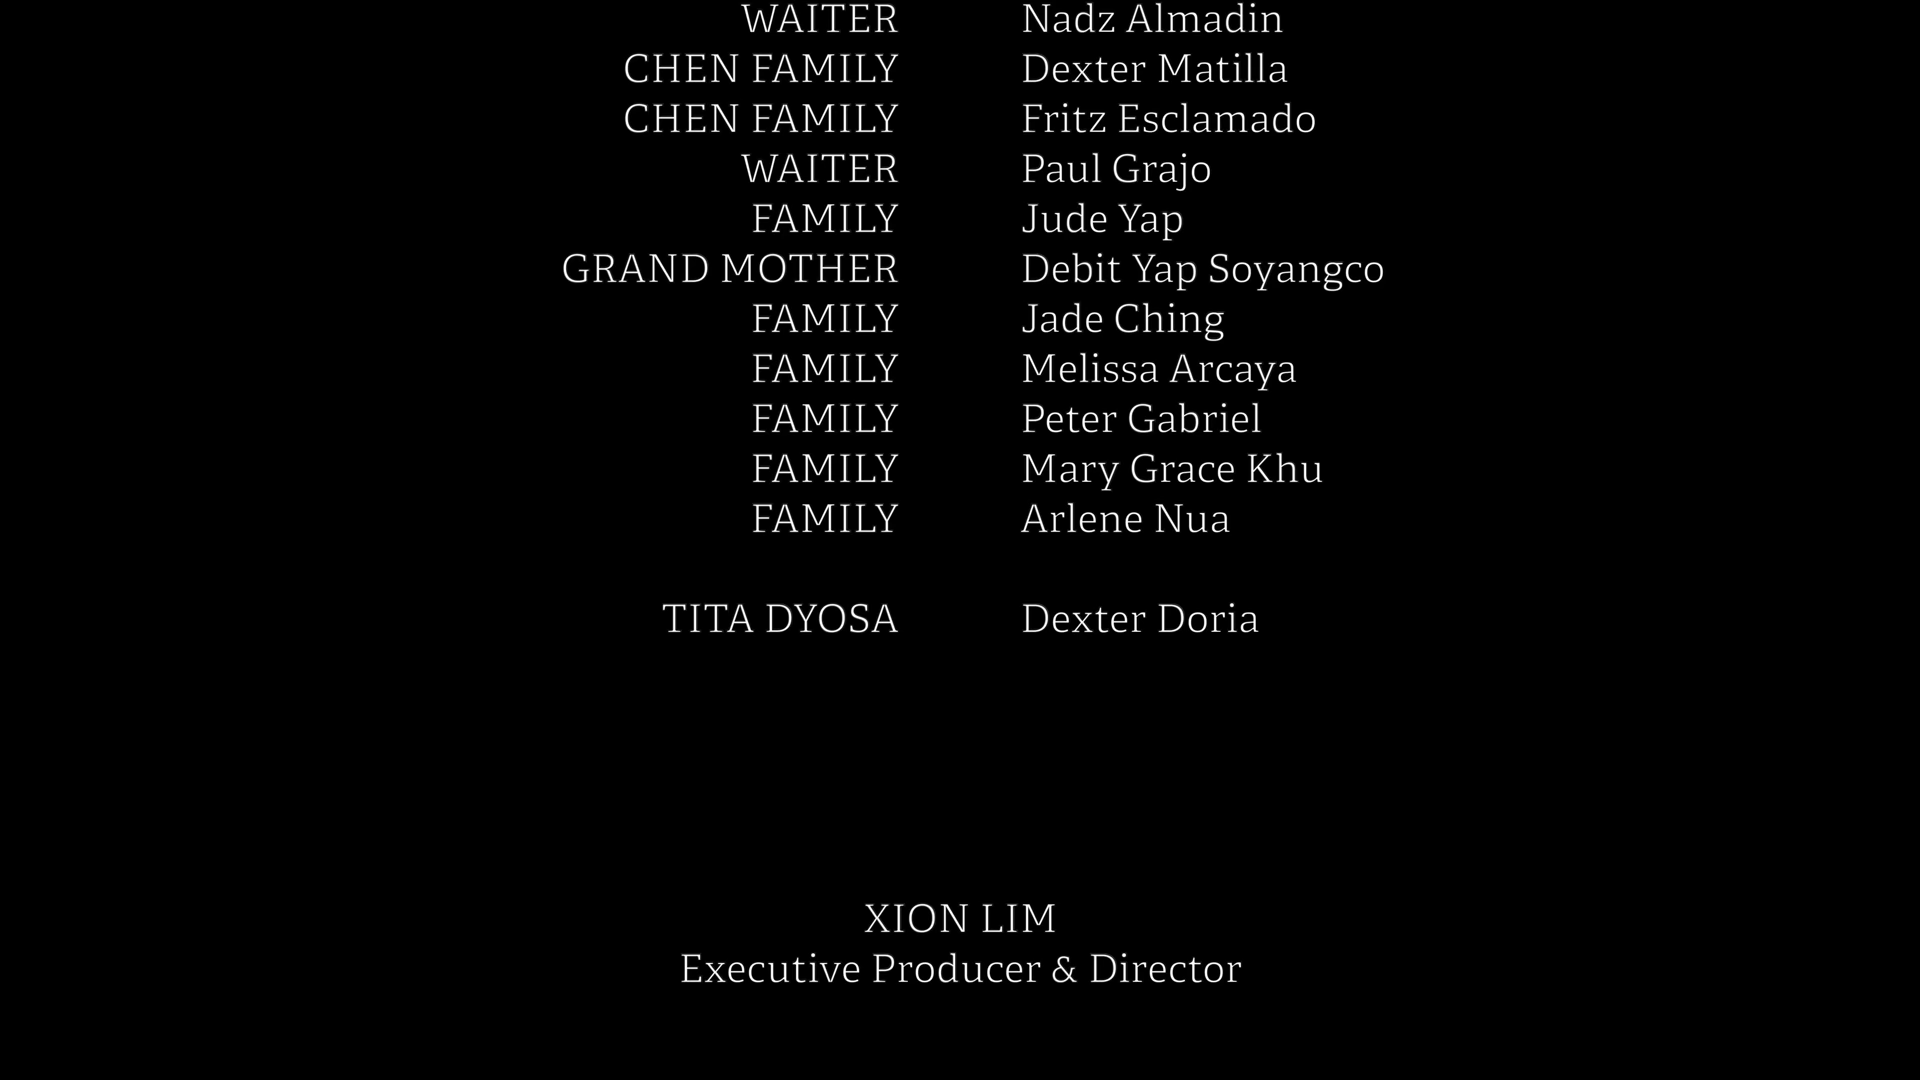 WAITER Nadz Almadin
CHEN FAMILY Dexter Matilla
CHEN FAMILY Fritz Esclamado
WAITER Paul Grajo
FAMILY Jude Yap
GRAND MOTHER Debit Yap Soyangco
FAMILY Jade Ching
FAMILY Melissa Arcaya
FAMILY Peter Gabriel
FAMILY Mary Grace Khu
FAMILY Arlene Nua
TITA DYOSA Dexter Doria
XION LIM
Executive Producer & Director